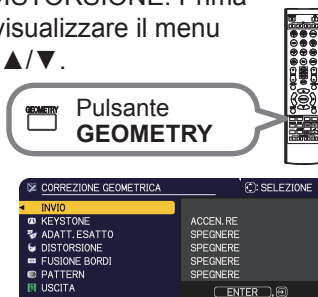 DISTORSIONE. Prima
visualizzare il menu
▲/▼.
GEOMETRY
Pulsante
GEOMETRY
CORREZIONE GEOMETRICA : SELEZIONE
INVIO
KEYSTONE ACCEN. RE
ADATT. ESATTO SPEGNERE
DISTORSIONE SPEGNERE
FUSIONE BORDI SPEGNERE
PATTERN SPEGNERE
USCITA
ENTER ,